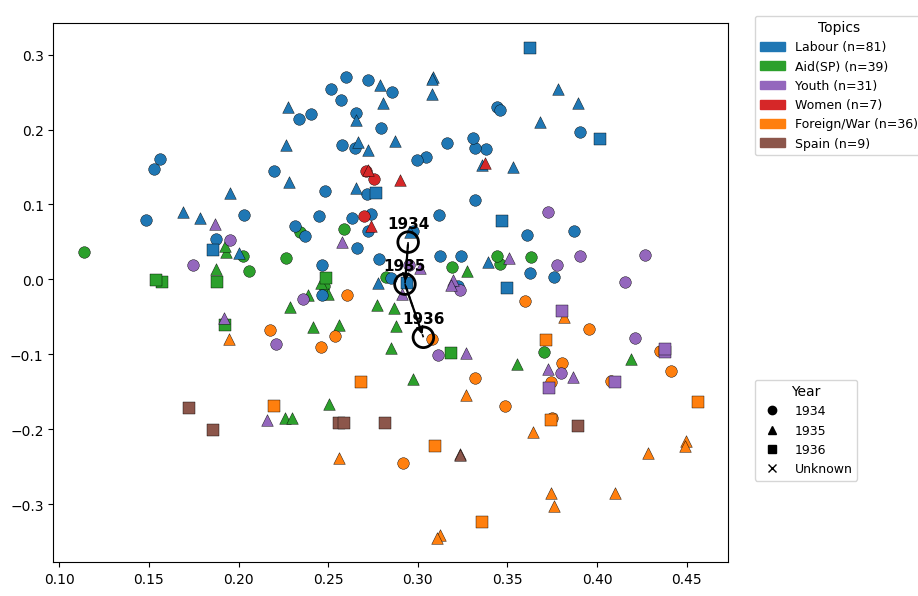 Topics
Labour (n=81)
Aid(SP) (n=39)
Youth (n=31)
Women (n=7)
Foreign/War (n=36)
Spain (n=9)
0.3
0.2
0.1
0.0
−0.1
−0.2
−0.3
1934
1935
1936
Year
1934
1935
1936
Unknown
0.10
0.15
0.20
0.25
0.30
0.35
0.40
0.45